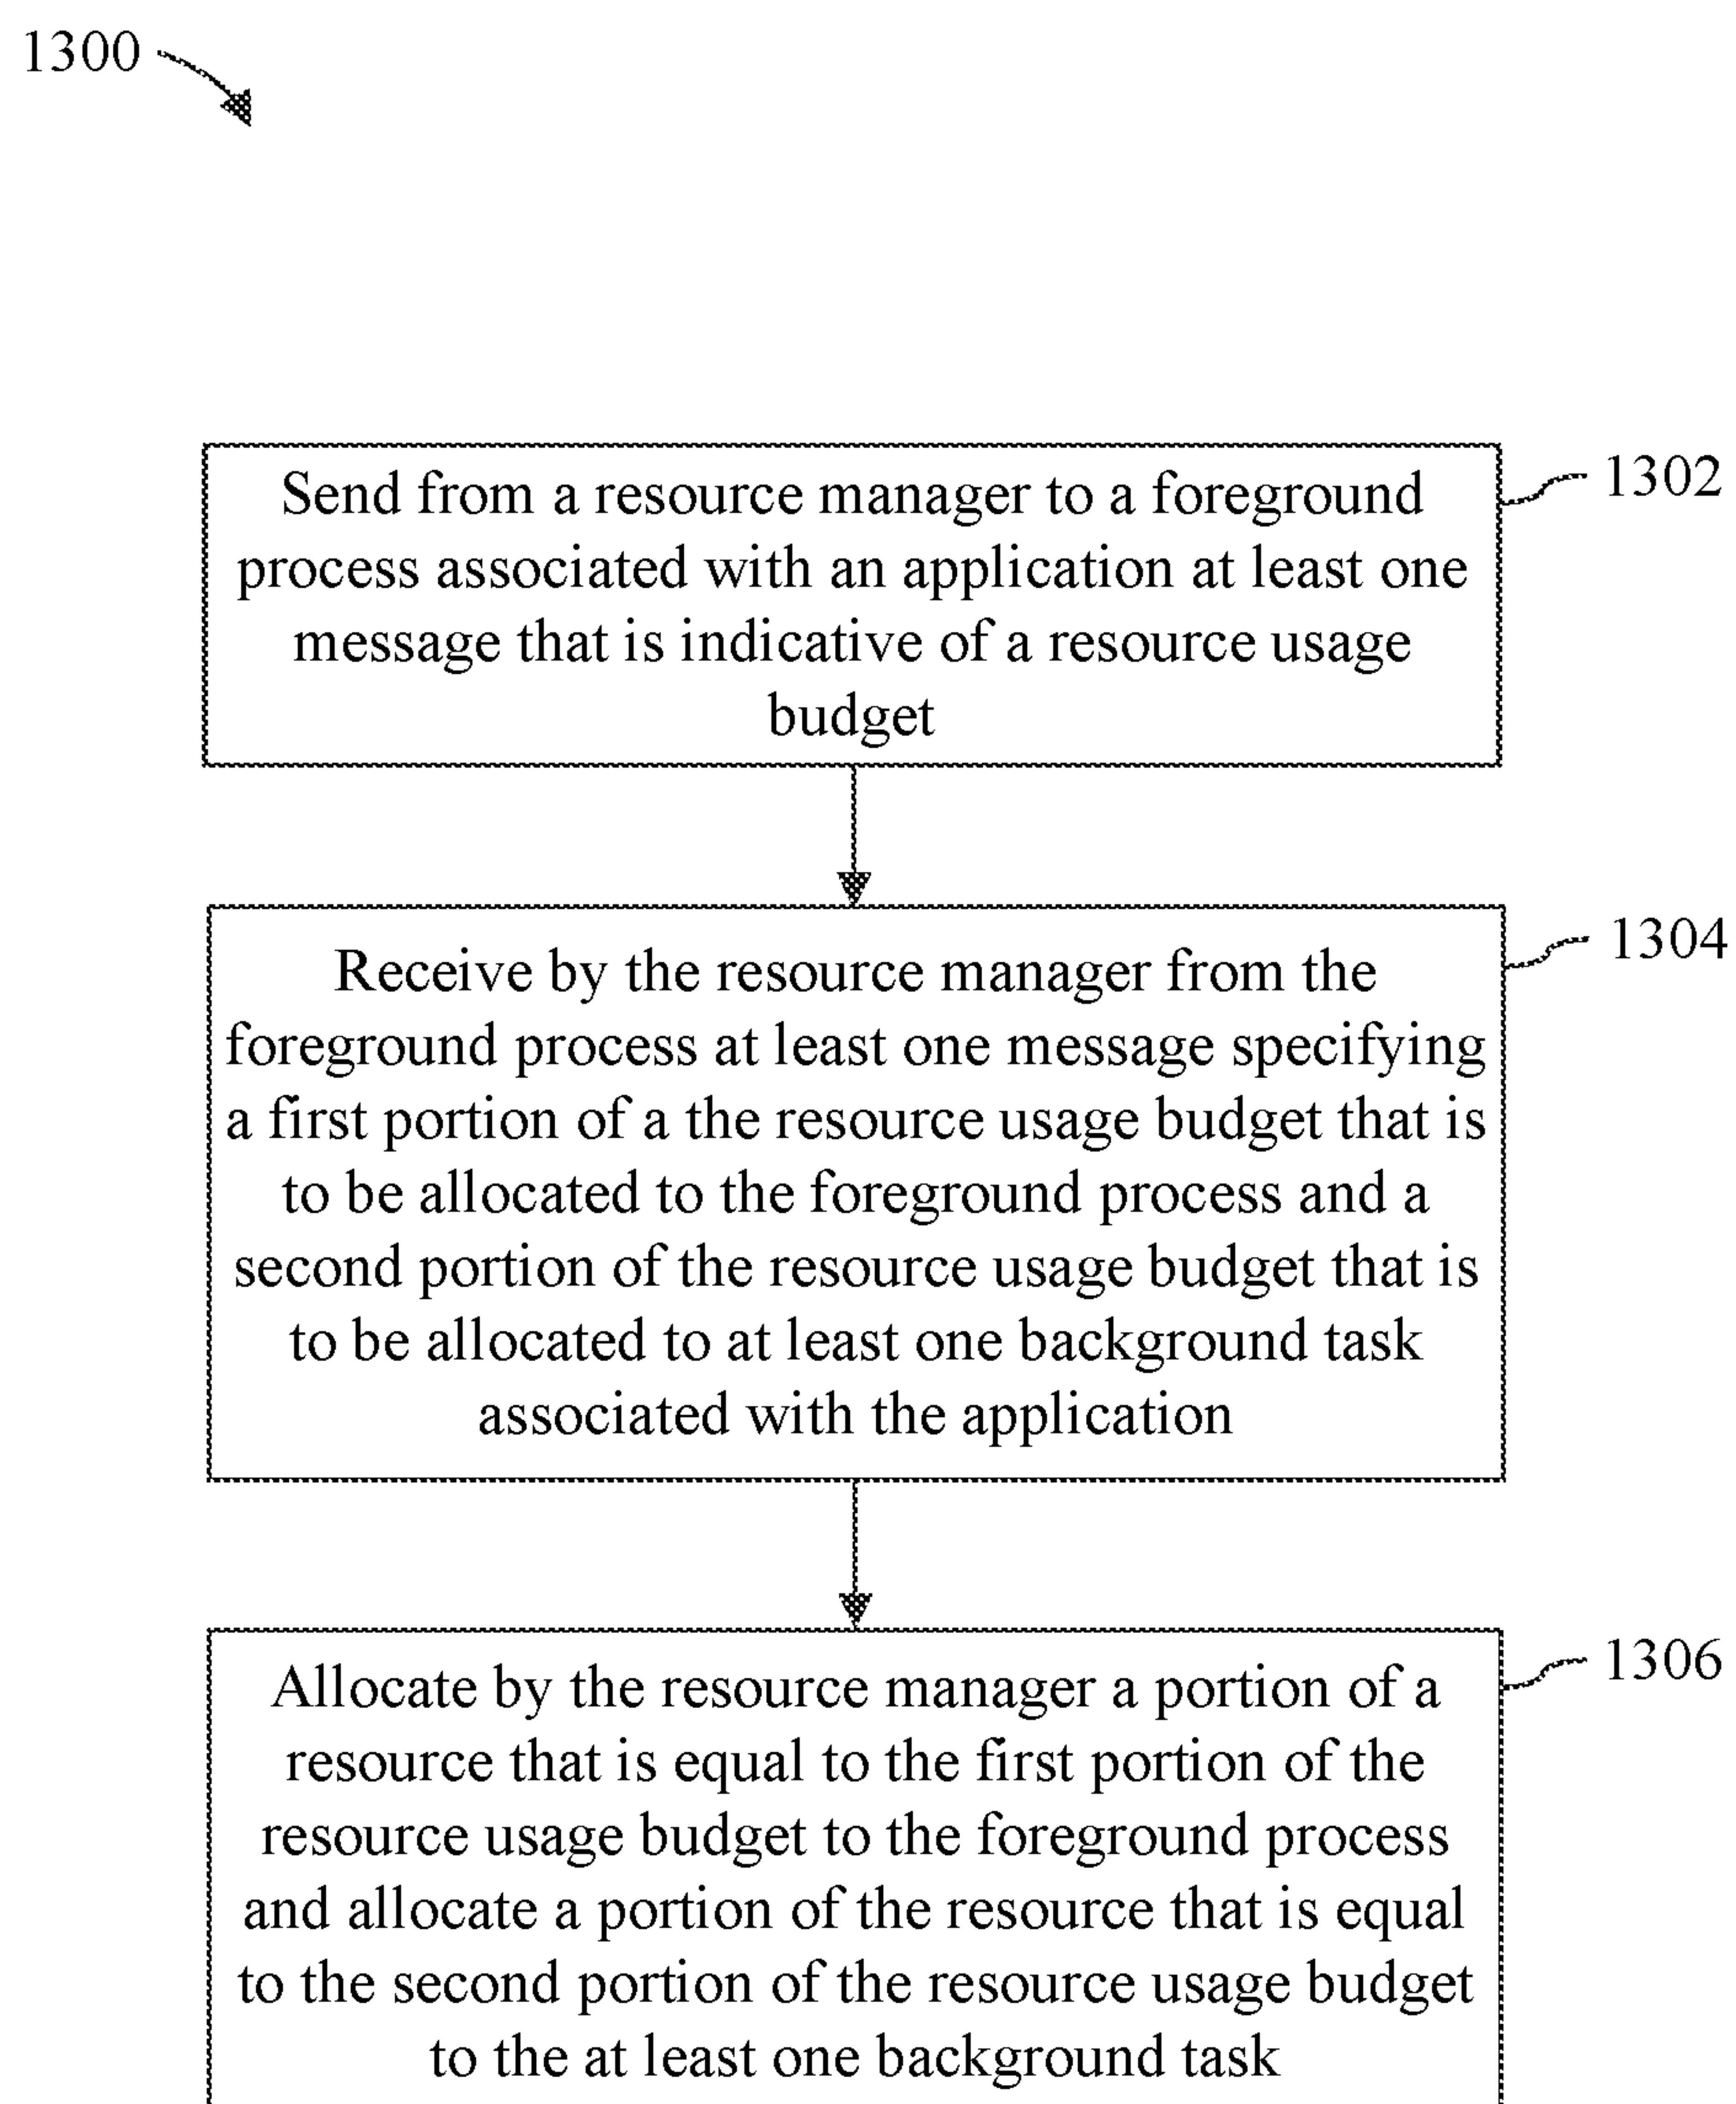 1300
Send from a resource manager to a foreground
1302
process associated with an application at least one
message that is indicative of a resource usage
budget
Receive by the resource manager from the
1304
foreground process at least one message specifying
a first portion of a the resource usage budget that is
to be allocated to the foreground process and a
second portion of the resource usage budget that is
to be allocated to at least one background task
associated with the application
Allocate by the resource manager a portion of a
1306
resource that is equal to the first portion of the
resource usage budget to the foreground process
and allocate a portion of the resource that is equal
to the second portion of the resource usage budget
to the at least one background task